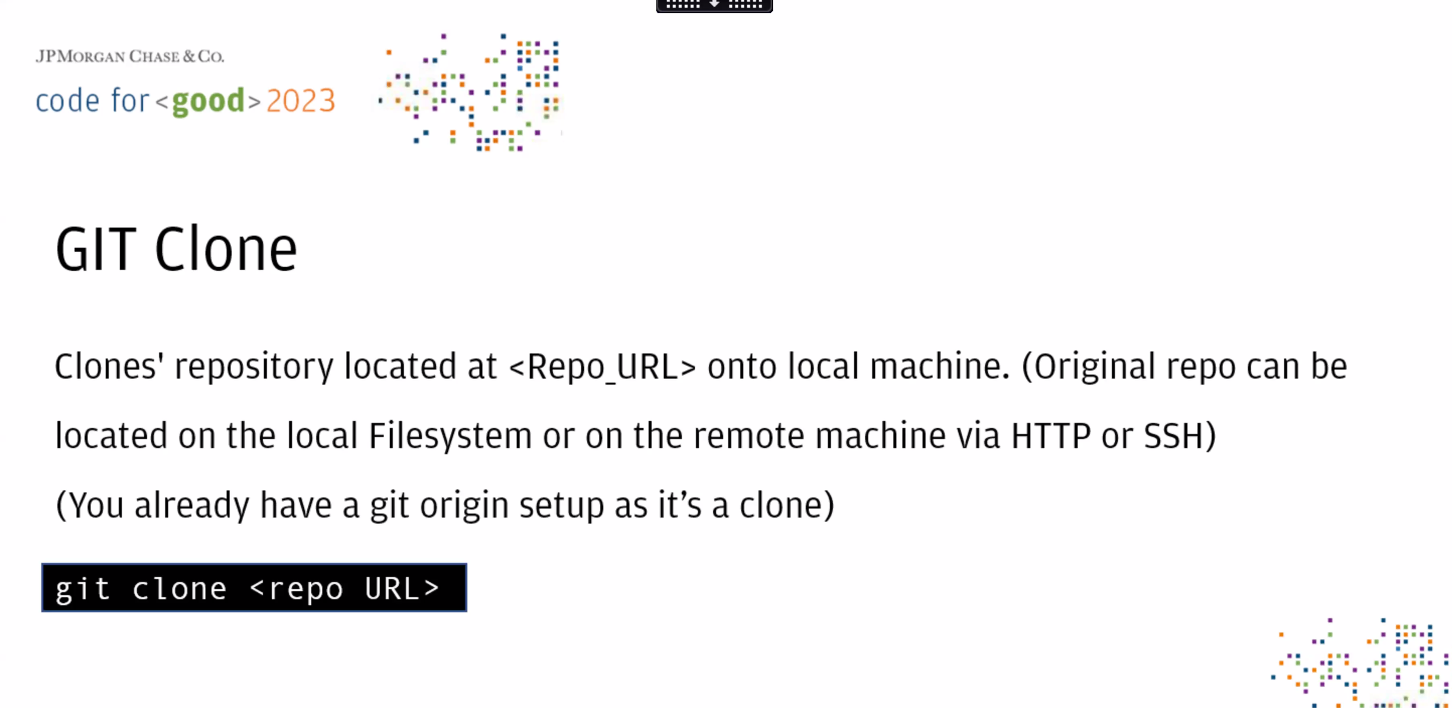 JPMORGAN CHASE & CO.
code for <good> 2023
GIT Clone
Clones' repository located at <Repo_URL> onto local machine. (Original repo can be
located on the local Filesystem or on the remote machine via HTTP or SSH)
(You already have a git origin setup as it’s a clone)
git clone <repo URL>